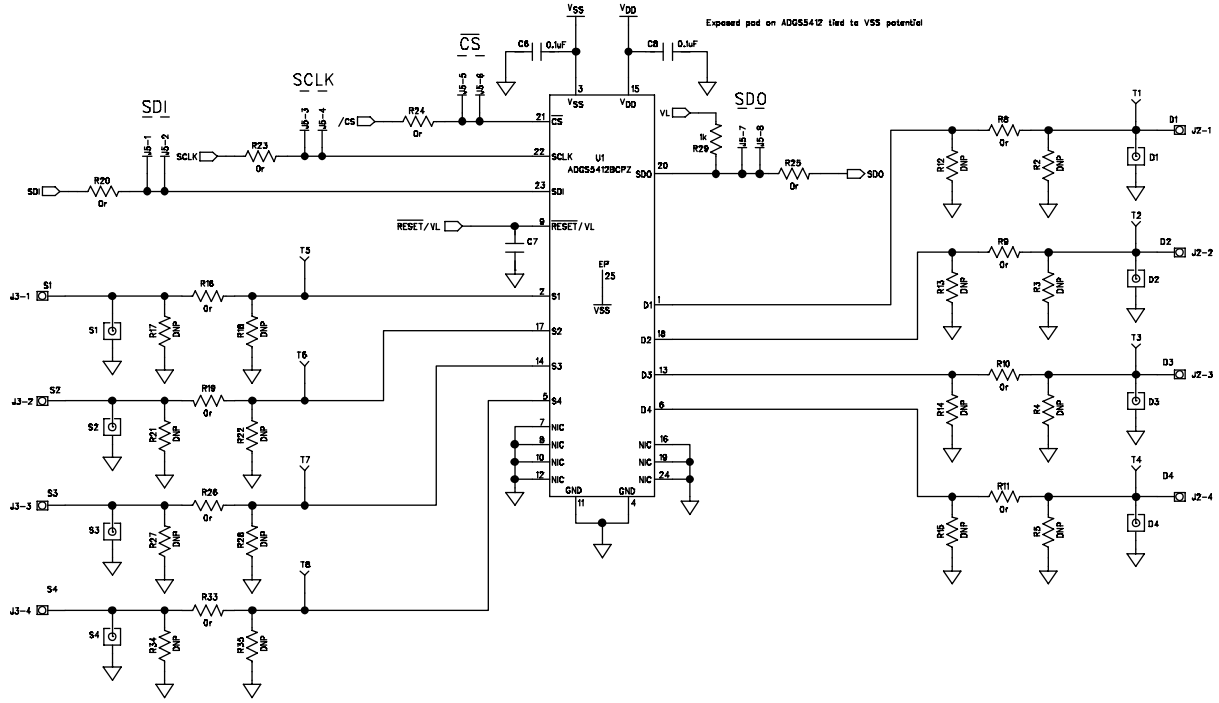 VSS
VDD
Exposed pad on ADGS5412 tied to VSS potential
C6 0.1uF
C8 0.1uF
CS
J5-5
J5-6
SCLK
J5-3
J5-4
SDI
J5-1
J5-2
3
VSS
15
VDD
/CS
R24
0r
21
CS
SCLK
R23
0r
22
SCLK
SDI
R20
0r
23
SDI
RESET/VL
9
RESET/VL
C7
U1
ADGS5412BCPZ
EP
25
VSS
VL
1k
R29
SDO
J5-7
J5-8
20
SDO
R25
0r
SDO
J3-1
S1
S1
R17
DNP
R16
0r
R18
DNP
T5
2
S1
J3-2
S2
S2
R21
DNP
R19
0r
R22
DNP
T6
17
S2
J3-3
S3
S3
R27
DNP
R26
0r
R28
DNP
T7
14
S3
J3-4
S4
S4
R34
DNP
R33
0r
R35
DNP
T8
5
S4
7
NIC
8
NIC
10
NIC
12
NIC
GND
11
GND
4
NIC
16
NIC
19
NIC
24
D1
1
D2
18
D3
13
D4
6
R12
DNP
R8
0r
R2
DNP
T1
D1
D1
J2-1
R13
DNP
R9
0r
R3
DNP
T2
D2
D2
J2-2
R14
DNP
R10
0r
R4
DNP
T3
D3
D3
J2-3
R15
DNP
R11
0r
R5
DNP
T4
D4
D4
J2-4